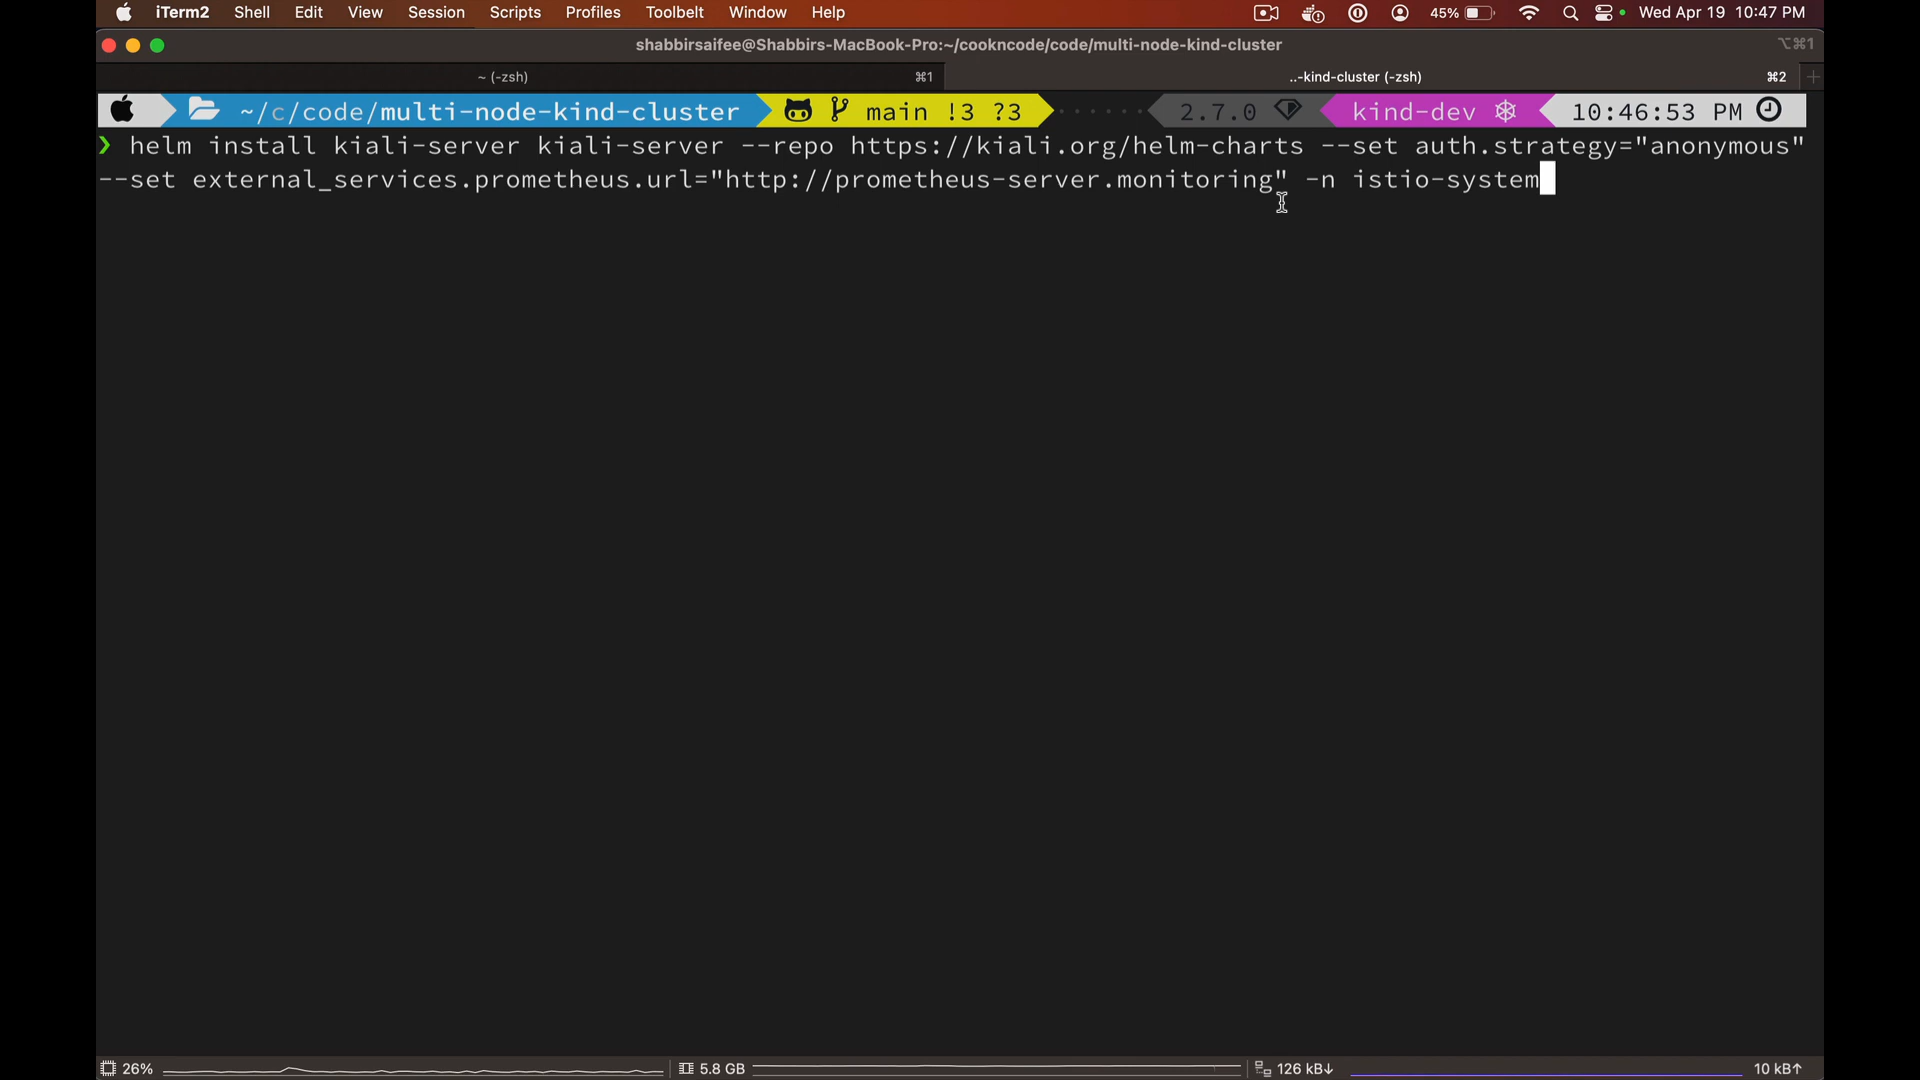 iTerm2 Shell Edit View Session Scripts Profiles Toolbelt Window Help 45% Wed Apr 19 10:47 PM
shabbirsaifee@Shabbirs-MacBook-Pro:~/cookncode/code/multi-node-kind-cluster ⌥⌘1
~ (-zsh) ⌘1 ..-kind-cluster (-zsh) ⌘2
~/c/code/multi-node-kind-cluster main !3 ?3 2.7.0 kind-dev 10:46:53 PM
❯ helm install kiali-server kiali-server --repo https://kiali.org/helm-charts --set auth.strategy="anonymous"
--set external_services.prometheus.url="http://prometheus-server.monitoring" -n istio-system
26% 5.8 GB 126 kB↓ 10 kB↑